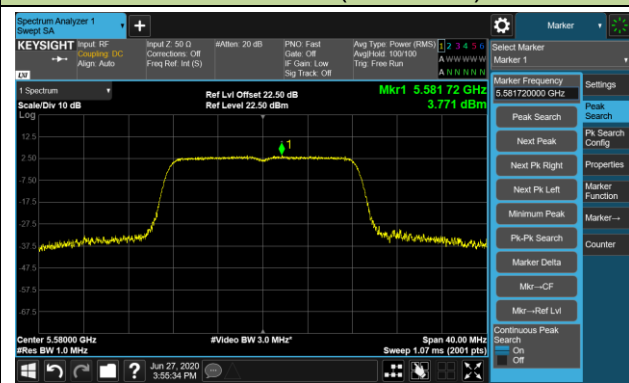 Spectrum Analyzer 1
Swept SA
+
Marker
KEYSIGHT
Input: RF
Coupling: DC
Align: Auto
Input Z: 50 Ω
Corrections: Off
Freq Ref: Int (S)
#Atten: 20 dB
PNO: Fast
Gate: Off
IF Gain: Low
Sig Track: Off
Avg Type: Power (RMS)
Avg|Hold: 100/100
Trig: Free Run
1 2 3 4 5 6
A W W W W W
A N N N N N
LXI
Select Marker
Marker 1
1 Spectrum
Scale/Div 10 dB
Log
Ref Lvl Offset 22.50 dB
Ref Level 22.50 dBm
Mkr1 5.581 72 GHz
3.771 dBm
1
12.5
2.50
-7.50
-17.5
-27.5
-37.5
-47.5
-57.5
-67.5
Center 5.58000 GHz
#Res BW 1.0 MHz
#Video BW 3.0 MHz*
Span 40.00 MHz
Sweep 1.07 ms (2001 pts)
Marker Frequency
5.581720000 GHz
Peak Search
Next Peak
Next Pk Right
Next Pk Left
Minimum Peak
Pk-Pk Search
Marker Delta
Mkr→CF
Mkr→Ref Lvl
Continuous Peak
Search
On
Off
Settings
Peak
Search
Pk Search
Config
Properties
Marker
Function
Marker→
Counter
?
Jun 27, 2020
3:55:34 PM